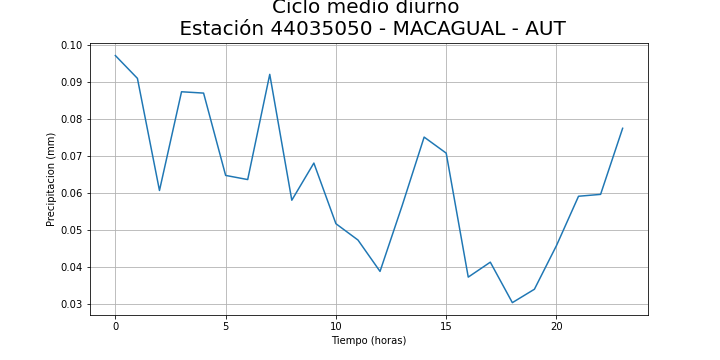 Ciclo medio diurno
Estación 44035050 - MACAGUAL - AUT
0.10
0.09
0.08
0.07
0.06
0.05
0.04
0.03
Precipitacion (mm)
0 5 10 15 20
Tiempo (horas)